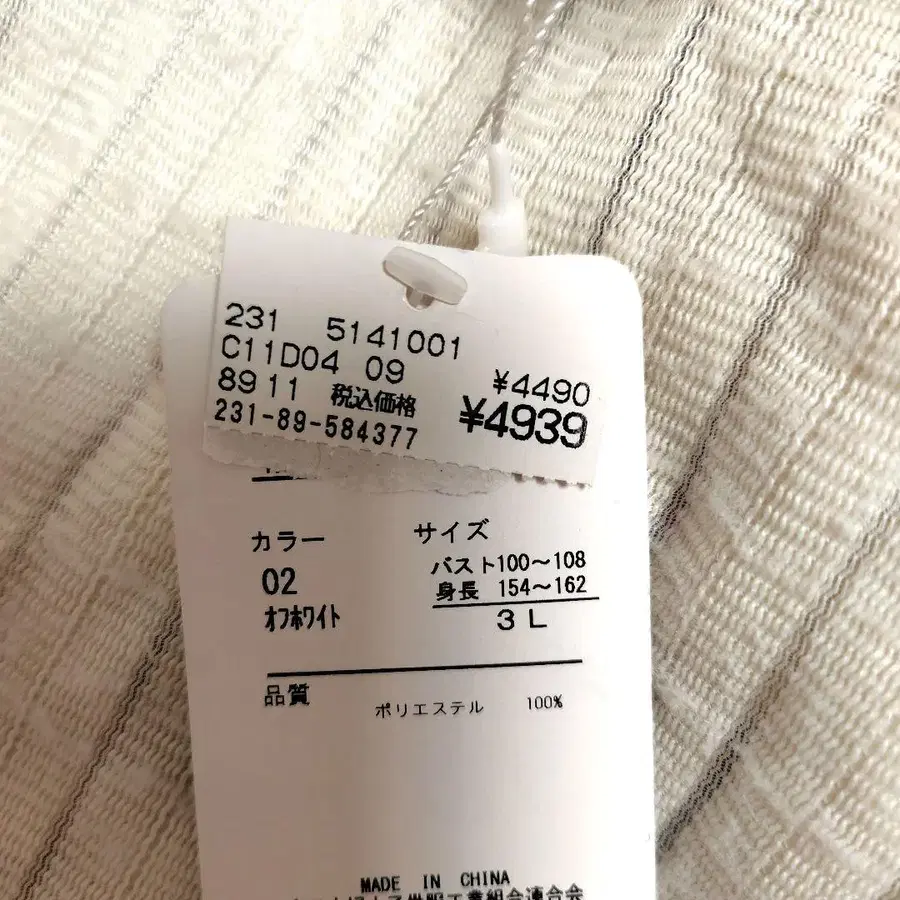 231 5141001
C11D04 09
8911 税込価格 ¥4490
231-89-584377 ¥4939
カラー サイズ
02 バスト100～108
身長 154～162
ｵﾌﾎﾜｲﾄ 3L
品質 ポリエステル 100%
MADE IN CHINA